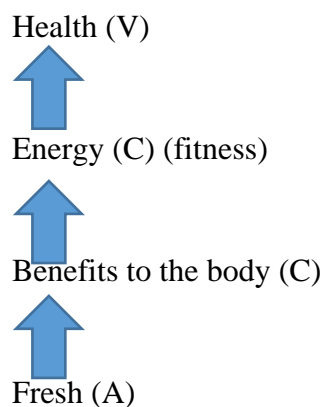 Health (V)
Energy (C) (fitness)
Benefits to the body (C)
Fresh (A)